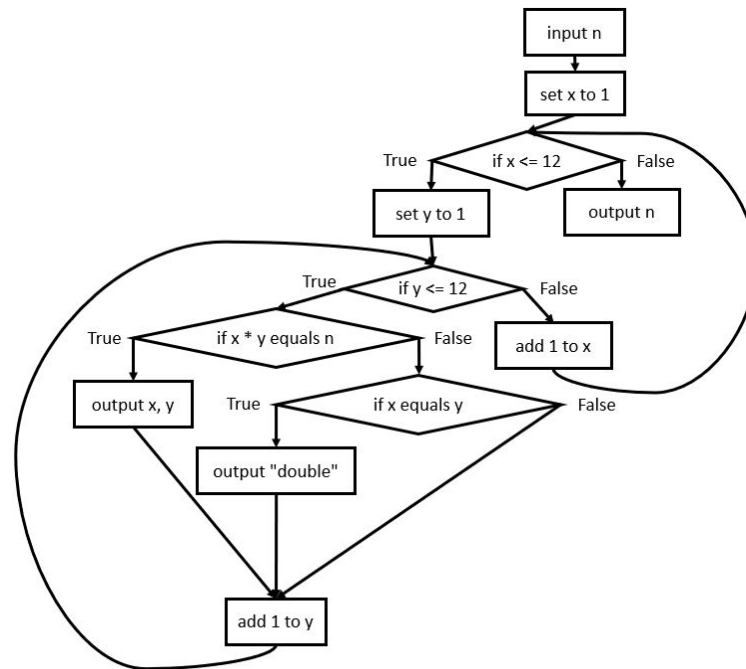 input n
set x to 1
True
if x <= 12
False
set y to 1
output n
True
if y <= 12
False
True
if x * y equals n
False
add 1 to x
output x, y
True
if x equals y
False
output "double"
add 1 to y